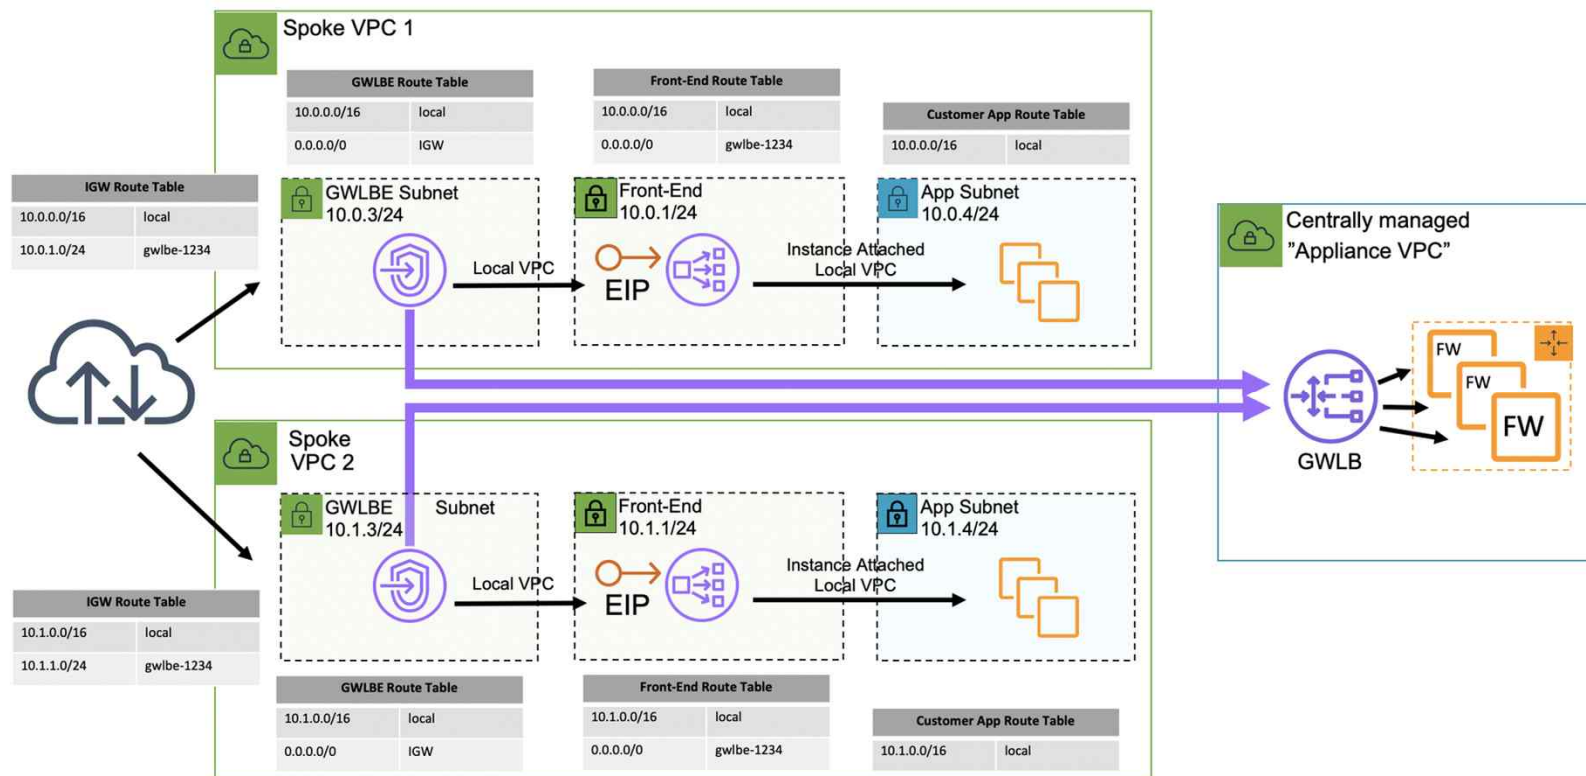 Spoke VPC 1
GWLBE Route Table
10.0.0.0/16 local
0.0.0.0/0 IGW
Front-End Route Table
10.0.0.0/16 local
0.0.0.0/0 gwlbe-1234
Customer App Route Table
10.0.0.0/16 local
IGW Route Table
10.0.0.0/16 local
10.0.1.0/24 gwlbe-1234
GWLBE Subnet
10.0.3/24
Local VPC
Front-End
10.0.1/24
EIP
Instance Attached
Local VPC
App Subnet
10.0.4/24
Centrally managed
"Appliance VPC”
GWLB
FW
FW
FW
Spoke
VPC 2
GWLBE Subnet
10.1.3/24
Local VPC
Front-End
10.1.1/24
EIP
Instance Attached
Local VPC
App Subnet
10.1.4/24
IGW Route Table
10.1.0.0/16 local
10.1.1.0/24 gwlbe-1234
GWLBE Route Table
10.1.0.0/16 local
0.0.0.0/0 IGW
Front-End Route Table
10.1.0.0/16 local
0.0.0.0/0 gwlbe-1234
Customer App Route Table
10.1.0.0/16 local